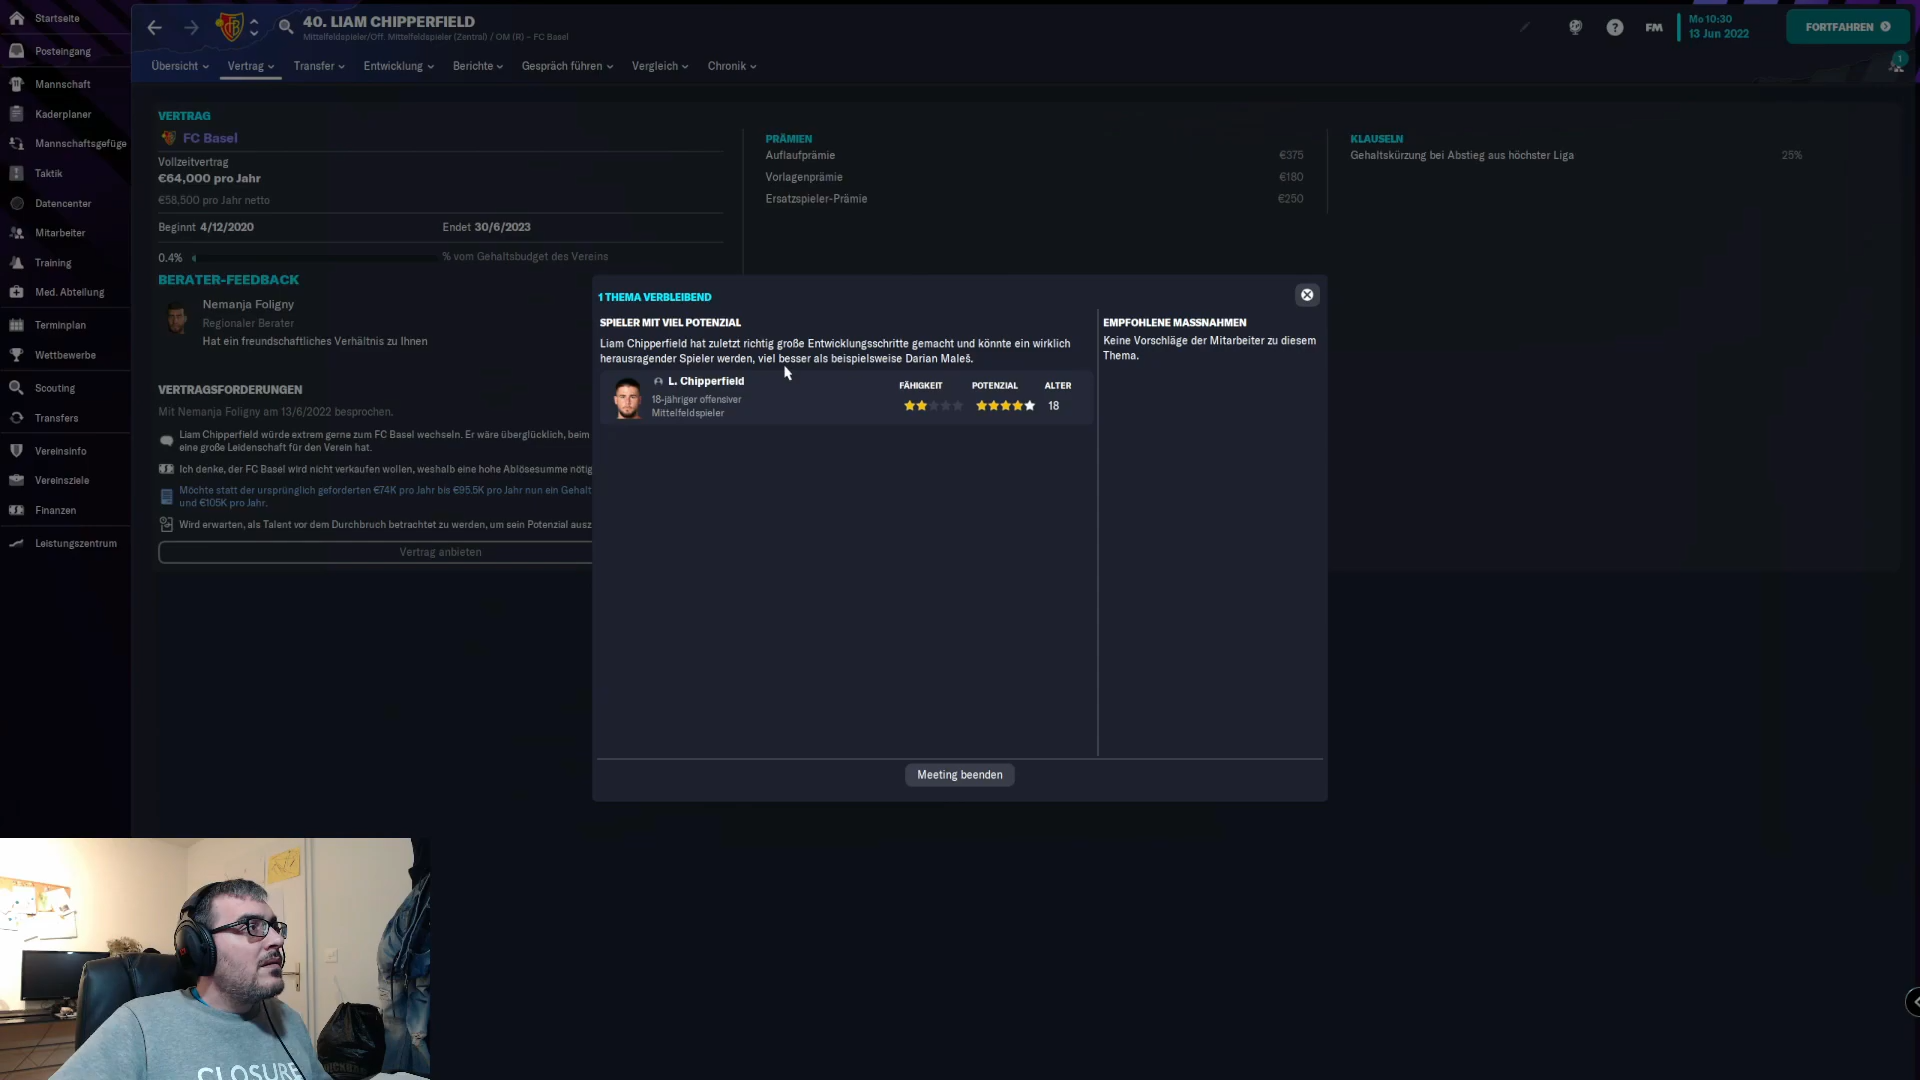 Startseite
Posteingang
Mannschaft
Kaderplaner
Mannschaftsgefüge
Taktik
Datencenter
Mitarbeiter
Training
Med. Abteilung
Terminplan
Wettbewerbe
Scouting
Transfers
Vereinsinfo
Vereinsziele
Finanzen
Leistungszentrum
40. LIAM CHIPPERFIELD
Mittelfeldspieler/Off. Mittelfeldspieler (Zentral) / OM (R) – FC Basel
FM
Mo 10:30
13 Jun 2022
FORTFAHREN
1
Übersicht
Vertrag
Transfer
Entwicklung
Berichte
Gespräch führen
Vergleich
Chronik
VERTRAG
FC Basel
Vollzeitvertrag
€64,000 pro Jahr
€58,500 pro Jahr netto
Beginnt 4/12/2020
Endet 30/6/2023
0.4%
% vom Gehaltsbudget des Vereins
PRÄMIEN
Auflaufprämie €375
Vorlagenprämie €180
Ersatzspieler-Prämie €250
KLAUSELN
Gehaltskürzung bei Abstieg aus höchster Liga 25%
BERATER-FEEDBACK
Nemanja Foligny
Regionaler Berater
Hat ein freundschaftliches Verhältnis zu Ihnen
VERTRAGSFORDERUNGEN
Mit Nemanja Foligny am 13/6/2022 besprochen.
Liam Chipperfield würde extrem gerne zum FC Basel wechseln. Er wäre überglücklich, beim
eine große Leidenschaft für den Verein hat.
Ich denke, der FC Basel wird nicht verkaufen wollen, weshalb eine hohe Ablösesumme nötig
Möchte statt der ursprünglich geforderten €74K pro Jahr bis €95.5K pro Jahr nun ein Gehalt
und €105K pro Jahr.
Wird erwarten, als Talent vor dem Durchbruch betrachtet zu werden, um sein Potenzial ausz
Vertrag anbieten
1 THEMA VERBLEIBEND
SPIELER MIT VIEL POTENZIAL
Liam Chipperfield hat zuletzt richtig große Entwicklungsschritte gemacht und könnte ein wirklich
herausragender Spieler werden, viel besser als beispielsweise Darian Maleš.
L. Chipperfield
18-jähriger offensiver
Mittelfeldspieler
FÄHIGKEIT
POTENZIAL
ALTER
18
EMPFOHLENE MASSNAHMEN
Keine Vorschläge der Mitarbeiter zu diesem
Thema.
Meeting beenden
CLOSURE